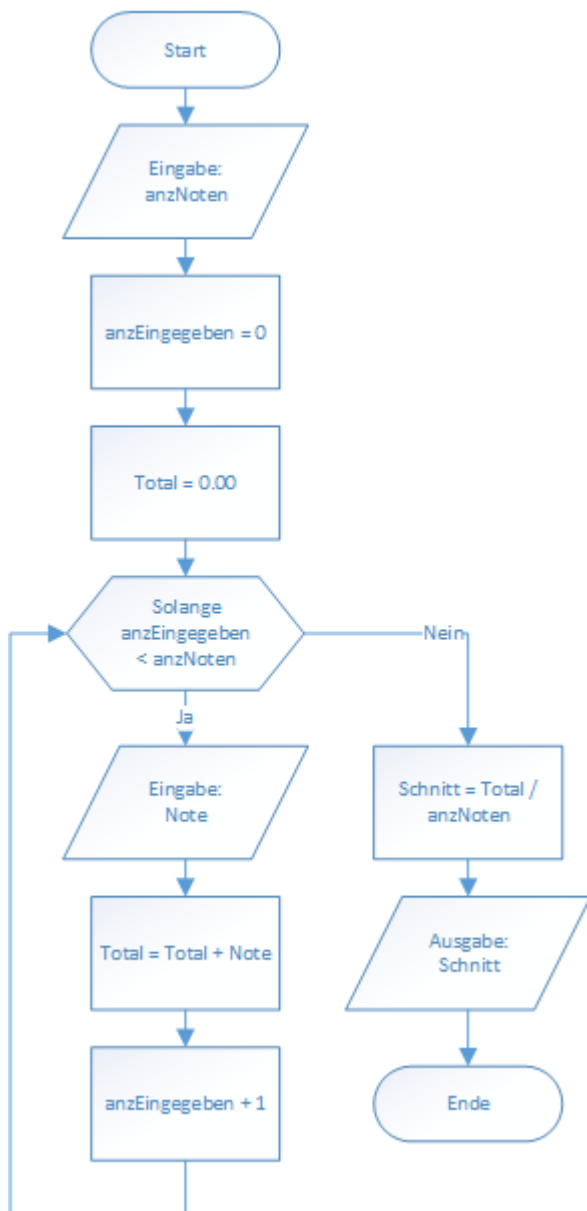 Start
Eingabe:
anzNoten
anzEingegeben = 0
Total = 0.00
Solange
anzEingegeben
< anzNoten
Nein
Ja
Eingabe:
Note
Schnitt = Total /
anzNoten
Total = Total + Note
Ausgabe:
Schnitt
anzEingegeben + 1
Ende